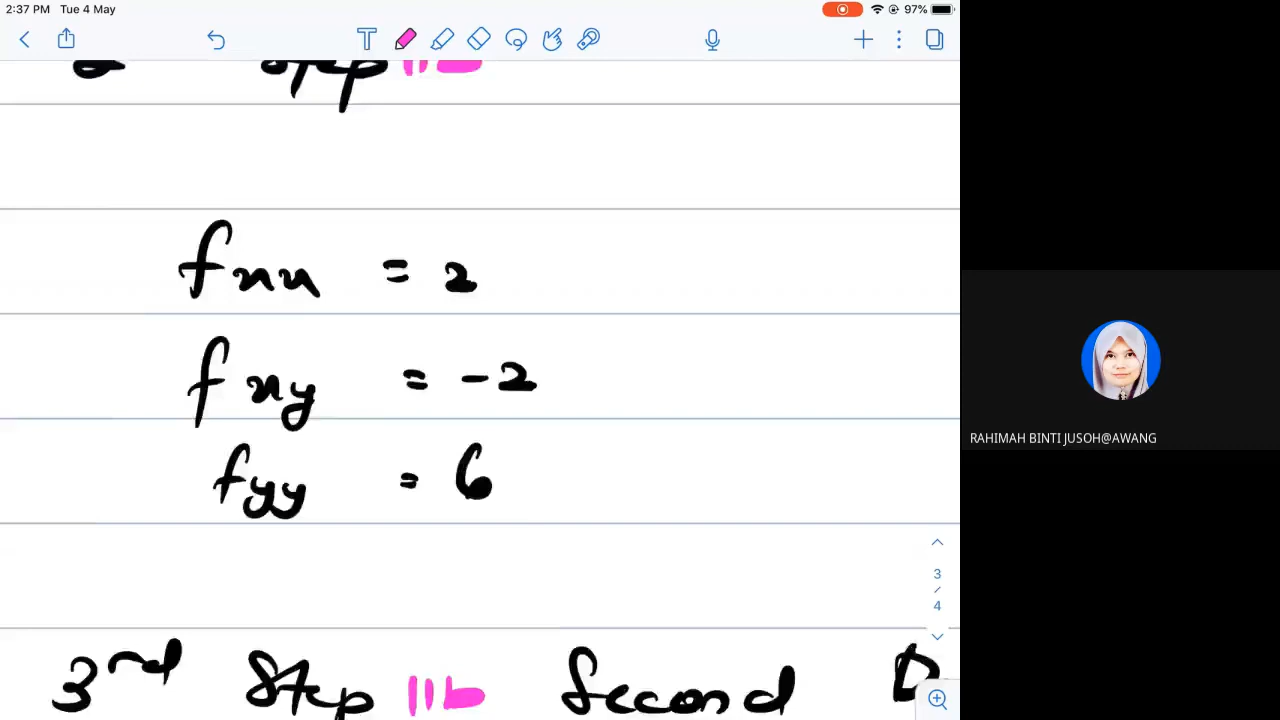 2:37 PM Tue 4 May
97%
Step
fxx = 2
fxy = -2
fyy = 6
3
/
4
3rd Step Second D
RAHIMAH BINTI JUSOH@AWANG